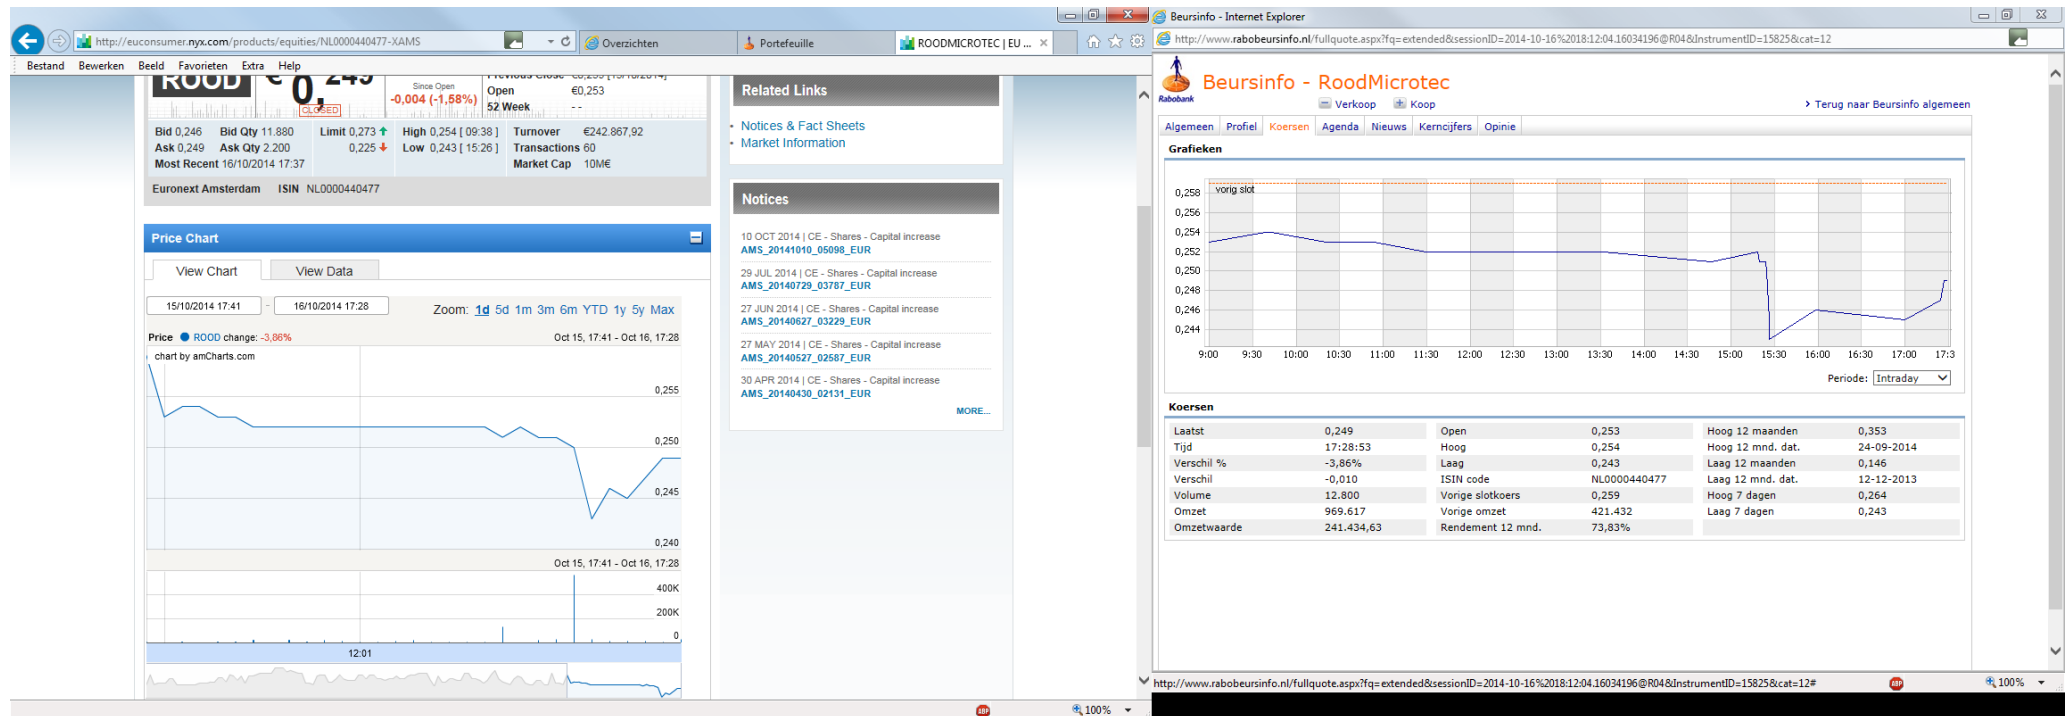 http://euconsumer.nyx.com/products/equities/NL0000440477-XAMS
Overzichten
Portefeuille
ROODMICROTEC | EU ... ×
Bestand Bewerken Beeld Favorieten Extra Help
ROOD € 0,249
CLOSED
Since Open
-0,004 (-1,58%)
Previous Close €0,259 [15/10/2014]
Open €0,253
52 Week - -
Bid 0,246 Bid Qty 11.880 Limit 0,273 High 0,254 [ 09:38 ] Turnover €242.867,92
Ask 0,249 Ask Qty 2.200 0,225 Low 0,243 [ 15:26 ] Transactions 60
Most Recent 16/10/2014 17:37 Market Cap 10M€
Euronext Amsterdam ISIN NL0000440477
Price Chart
View Chart View Data
15/10/2014 17:41 - 16/10/2014 17:28 Zoom: 1d 5d 1m 3m 6m YTD 1y 5y Max
Price ROOD change: -3,86% Oct 15, 17:41 - Oct 16, 17:28
chart by amCharts.com
0,255
0,250
0,245
0,240
Oct 15, 17:41 - Oct 16, 17:28
400K
200K
0
12:01
Related Links
Notices & Fact Sheets
Market Information
Notices
10 OCT 2014 | CE - Shares - Capital increase
AMS_20141010_05098_EUR
29 JUL 2014 | CE - Shares - Capital increase
AMS_20140729_03787_EUR
27 JUN 2014 | CE - Shares - Capital increase
AMS_20140627_03229_EUR
27 MAY 2014 | CE - Shares - Capital increase
AMS_20140527_02587_EUR
30 APR 2014 | CE - Shares - Capital increase
AMS_20140430_02131_EUR
MORE...
ABP
100%
Beursinfo - Internet Explorer
http://www.rabobeursinfo.nl/fullquote.aspx?fq=extended&sessionID=2014-10-16%2018:12:04.16034196@R04&InstrumentID=15825&cat=12
Rabobank
Beursinfo - RoodMicrotec
Verkoop Koop
Terug naar Beursinfo algemeen
Algemeen Profiel Koersen Agenda Nieuws Kerncijfers Opinie
Grafieken
vorig slot
0,258
0,256
0,254
0,252
0,250
0,248
0,246
0,244
9:00 9:30 10:00 10:30 11:00 11:30 12:00 12:30 13:00 13:30 14:00 14:30 15:00 15:30 16:00 16:30 17:00 17:3
Periode: Intraday
Koersen
Laatst 0,249 Open 0,253 Hoog 12 maanden 0,353
Tijd 17:28:53 Hoog 0,254 Hoog 12 mnd. dat. 24-09-2014
Verschil % -3,86% Laag 0,243 Laag 12 maanden 0,146
Verschil -0,010 ISIN code NL0000440477 Laag 12 mnd. dat. 12-12-2013
Volume 12.800 Vorige slotkoers 0,259 Hoog 7 dagen 0,264
Omzet 969.617 Vorige omzet 421.432 Laag 7 dagen 0,243
Omzetwaarde 241.434,63 Rendement 12 mnd. 73,83%
http://www.rabobeursinfo.nl/fullquote.aspx?fq=extended&sessionID=2014-10-16%2018:12:04.16034196@R04&InstrumentID=15825&cat=12#
ABP
100%